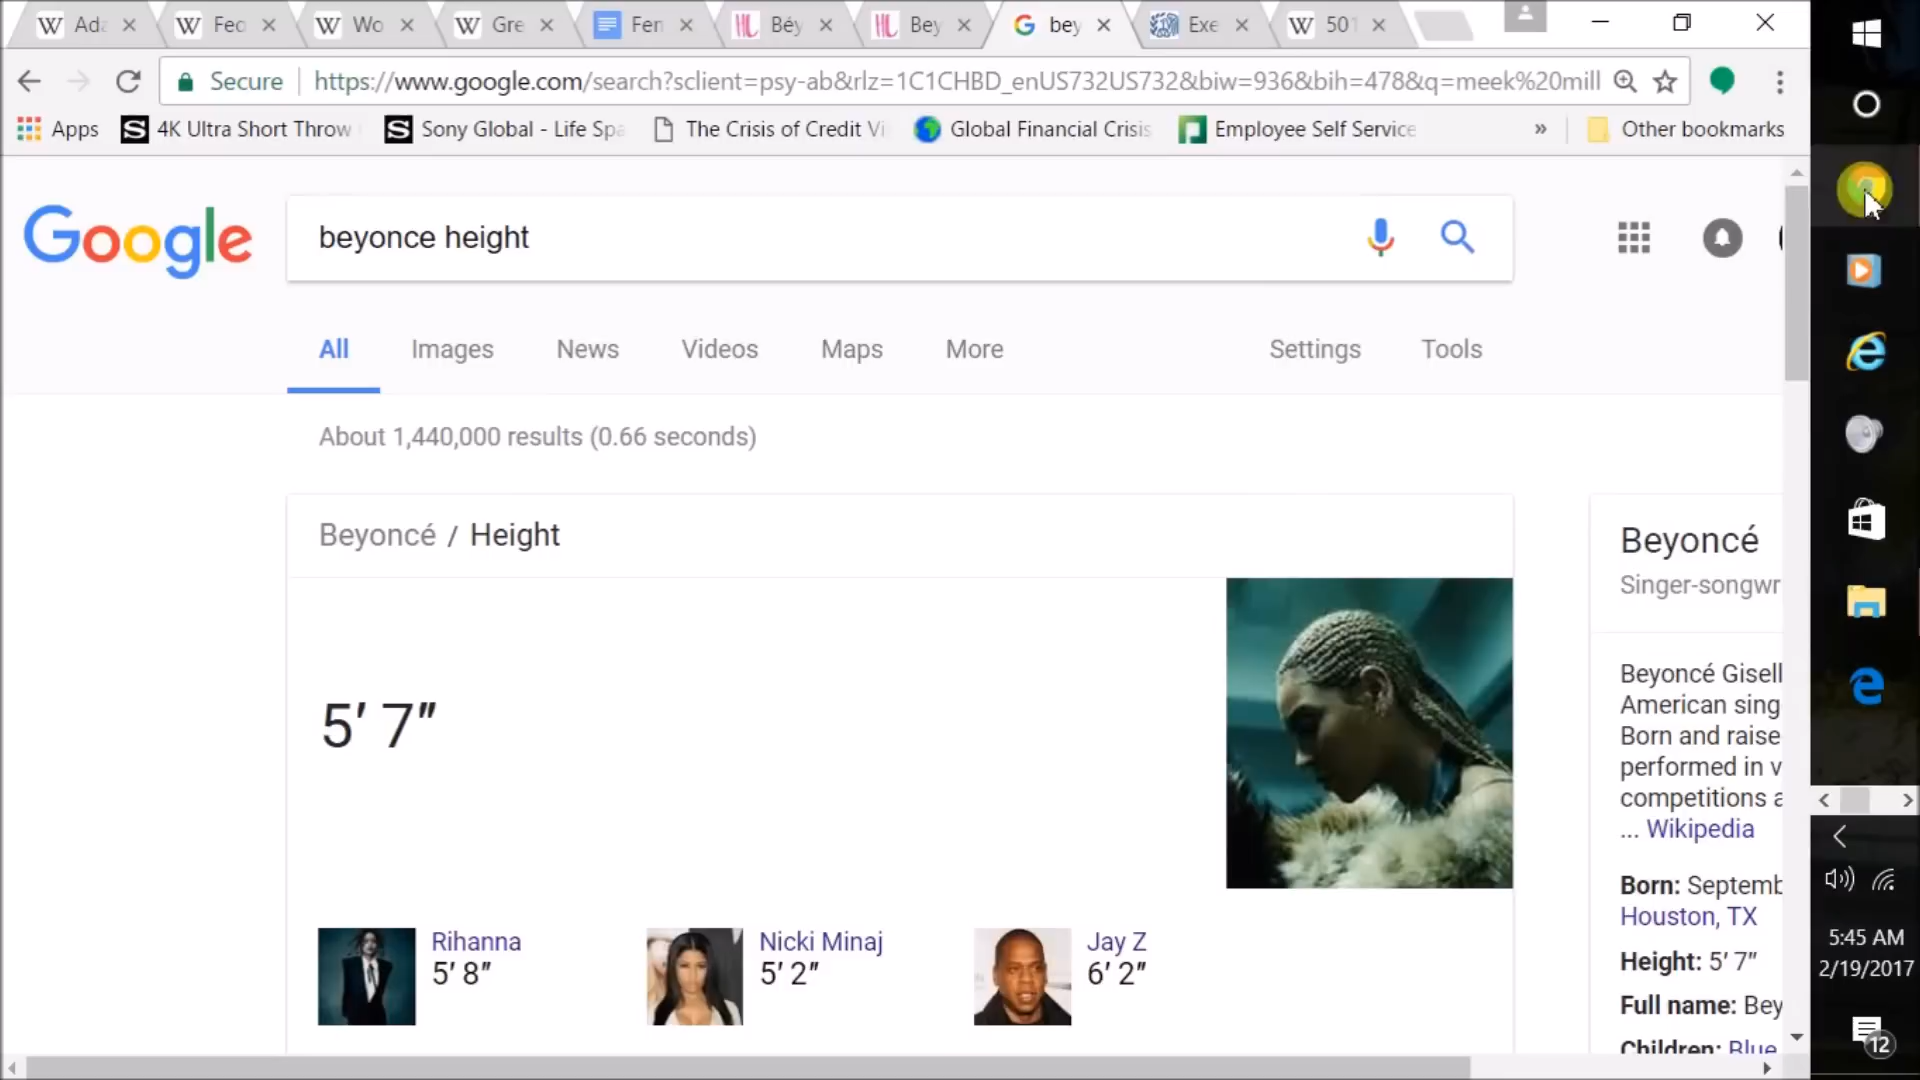 Ada
Fed
Wo
Gre
Fen
Béy
Bey
bey
Exe
501
Secure
https://www.google.com/search?sclient=psy-ab&rlz=1C1CHBD_enUS732US732&biw=936&bih=478&q=meek%20mill
Apps
4K Ultra Short Throw
Sony Global - Life Spa
The Crisis of Credit Vi
Global Financial Crisis
Employee Self Service
»
Other bookmarks
Google
beyonce height
All
Images
News
Videos
Maps
More
Settings
Tools
About 1,440,000 results (0.66 seconds)
Beyoncé / Height
5′ 7″
Rihanna
5′ 8″
Nicki Minaj
5′ 2″
Jay Z
6′ 2″
Beyoncé
Singer-songwr
Beyoncé Gisell
American sing
Born and raise
performed in v
competitions a
... Wikipedia
Born: Septemb
Houston, TX
Height: 5′ 7″
Full name: Bey
Children: Blue
5:45 AM
2/19/2017
12